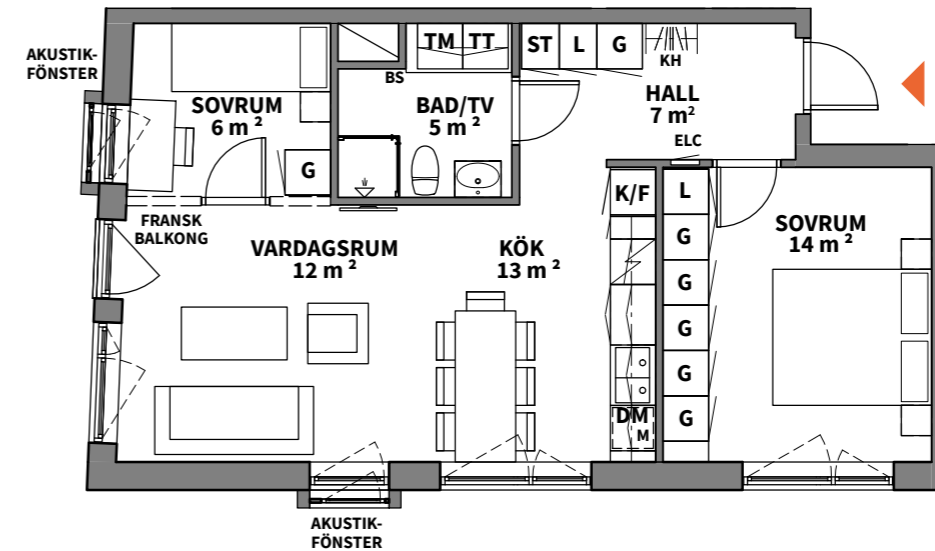 AKUSTIK-
FÖNSTER
SOVRUM
6 m ²
G
BS
TM TT
BAD/TV
5 m ²
ST L G
KH
HALL
7 m²
ELC
FRANSK
BALKONG
VARDAGSRUM
12 m ²
KÖK
13 m ²
K/F
DM
M
L
G
G
G
G
G
SOVRUM
14 m ²
AKUSTIK-
FÖNSTER